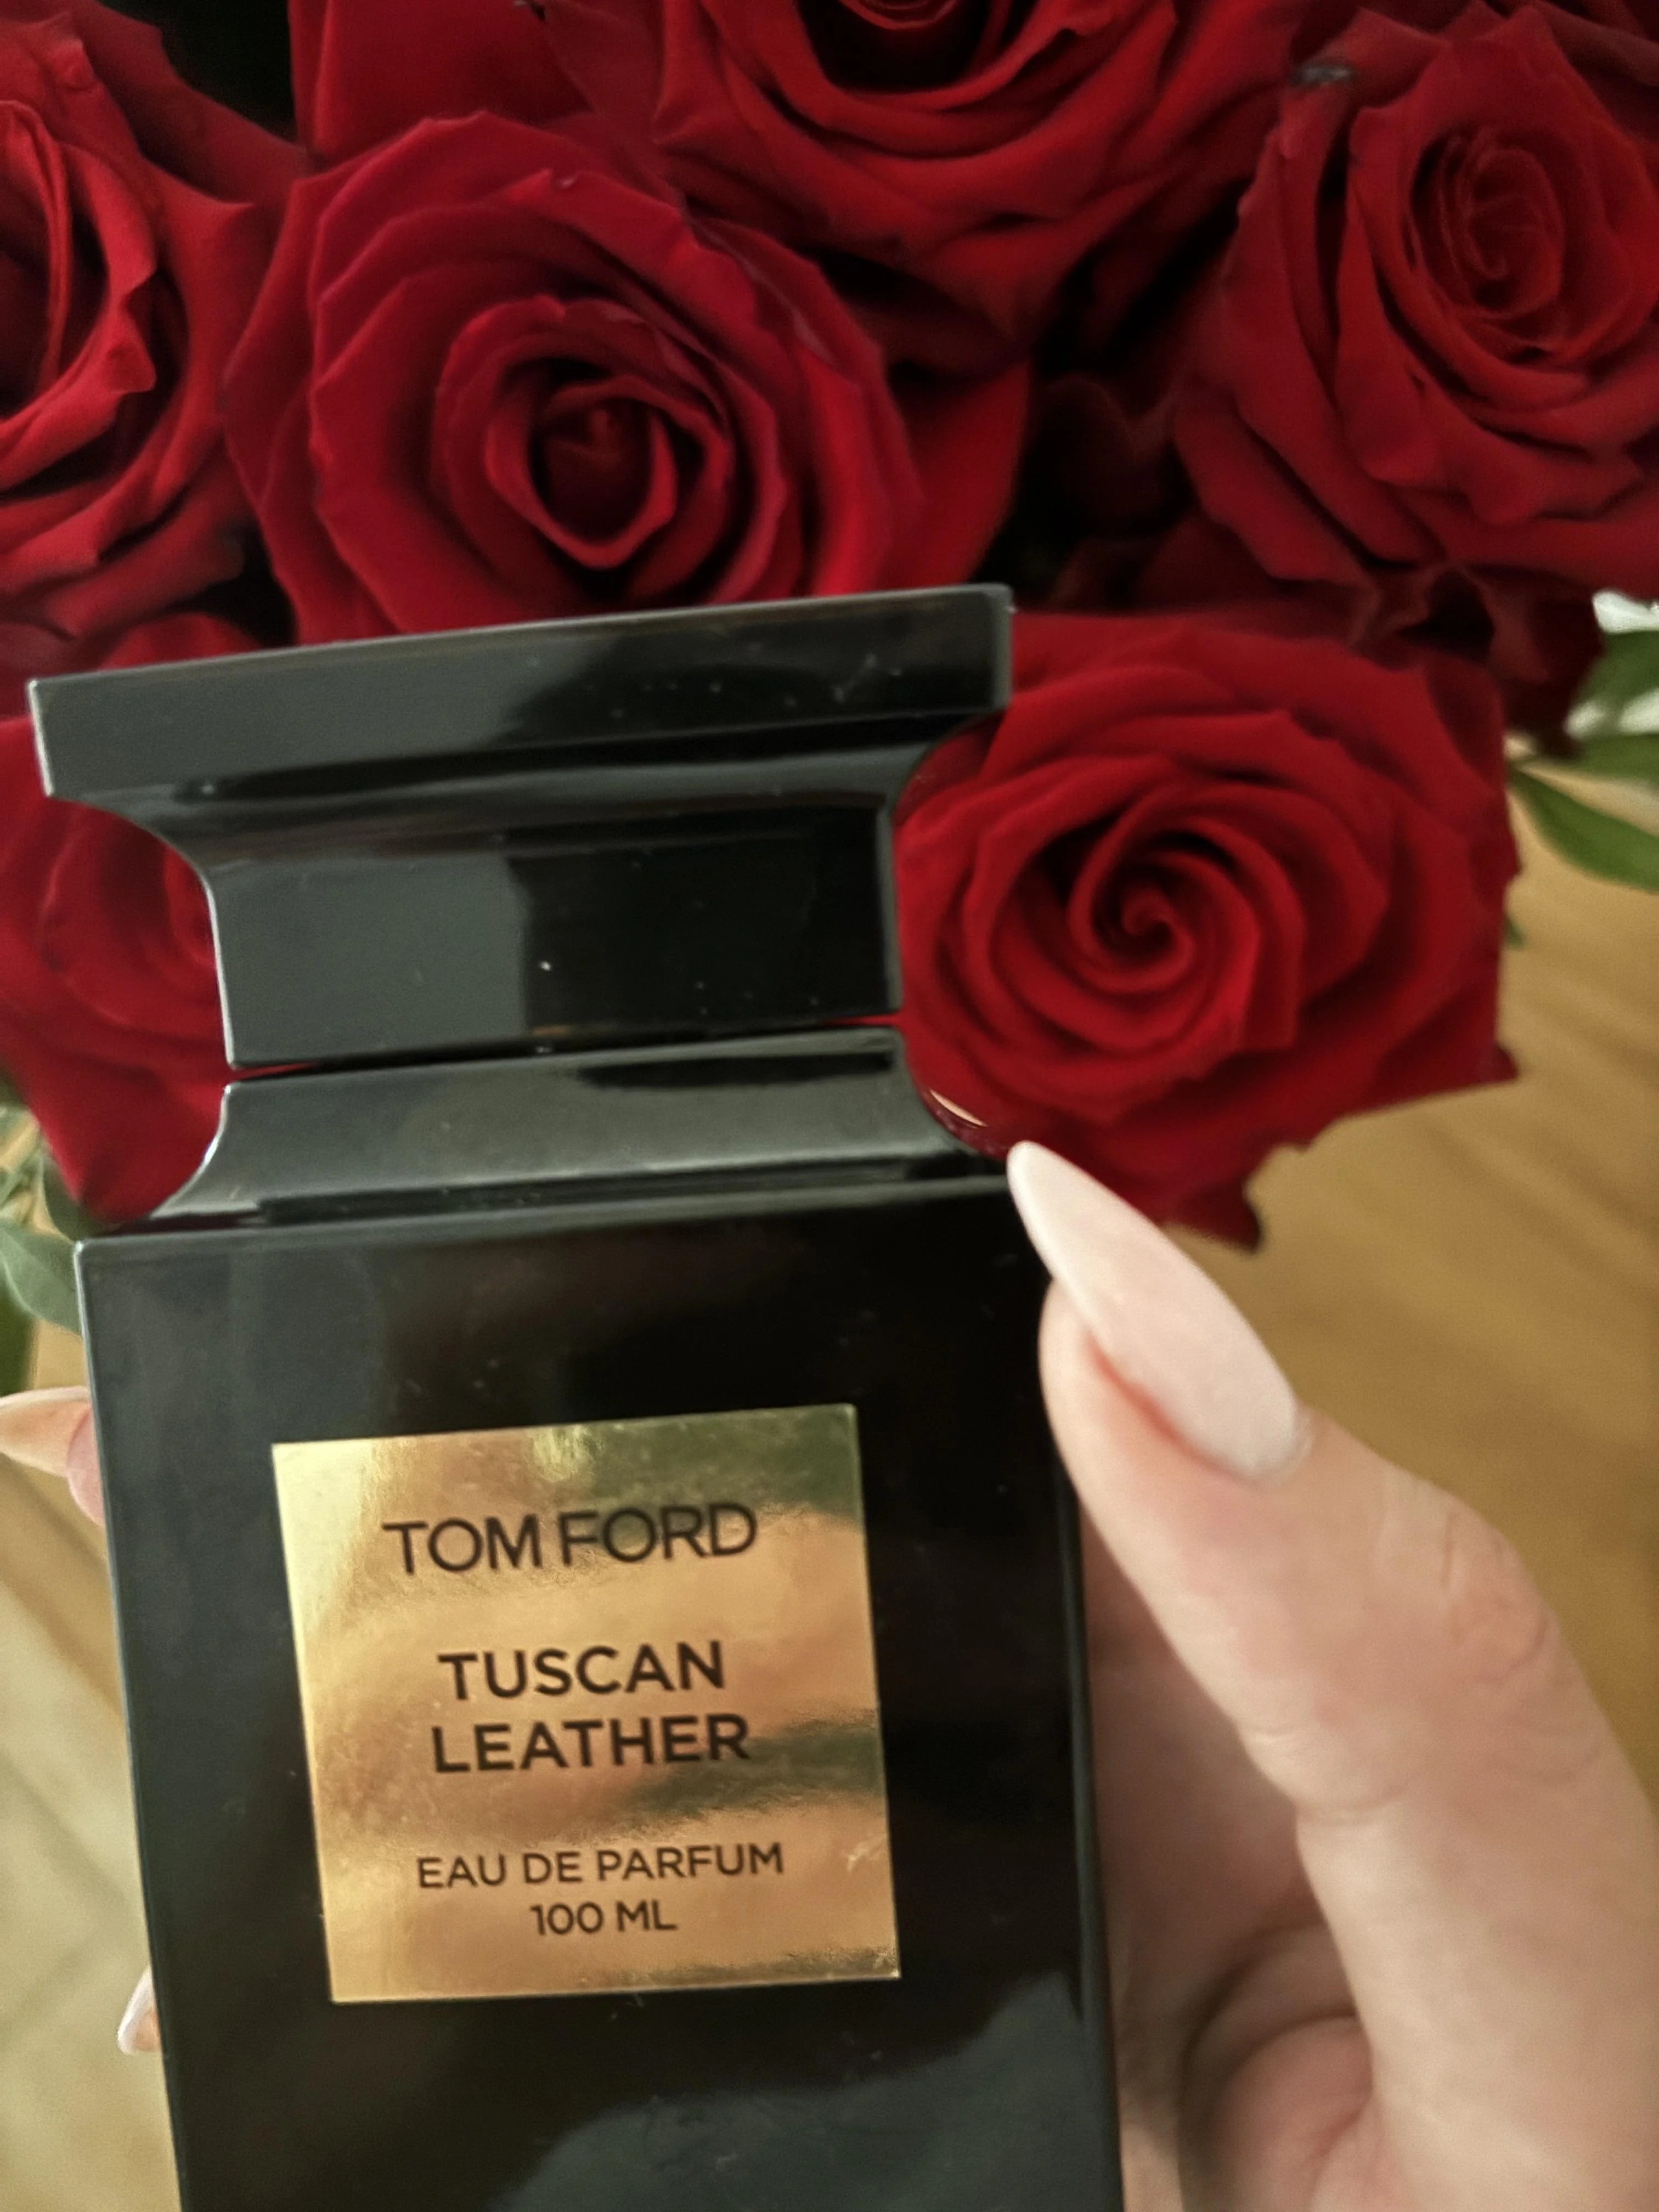 TOM FORD
TUSCAN
LEATHER
EAU DE PARFUM
100 ML